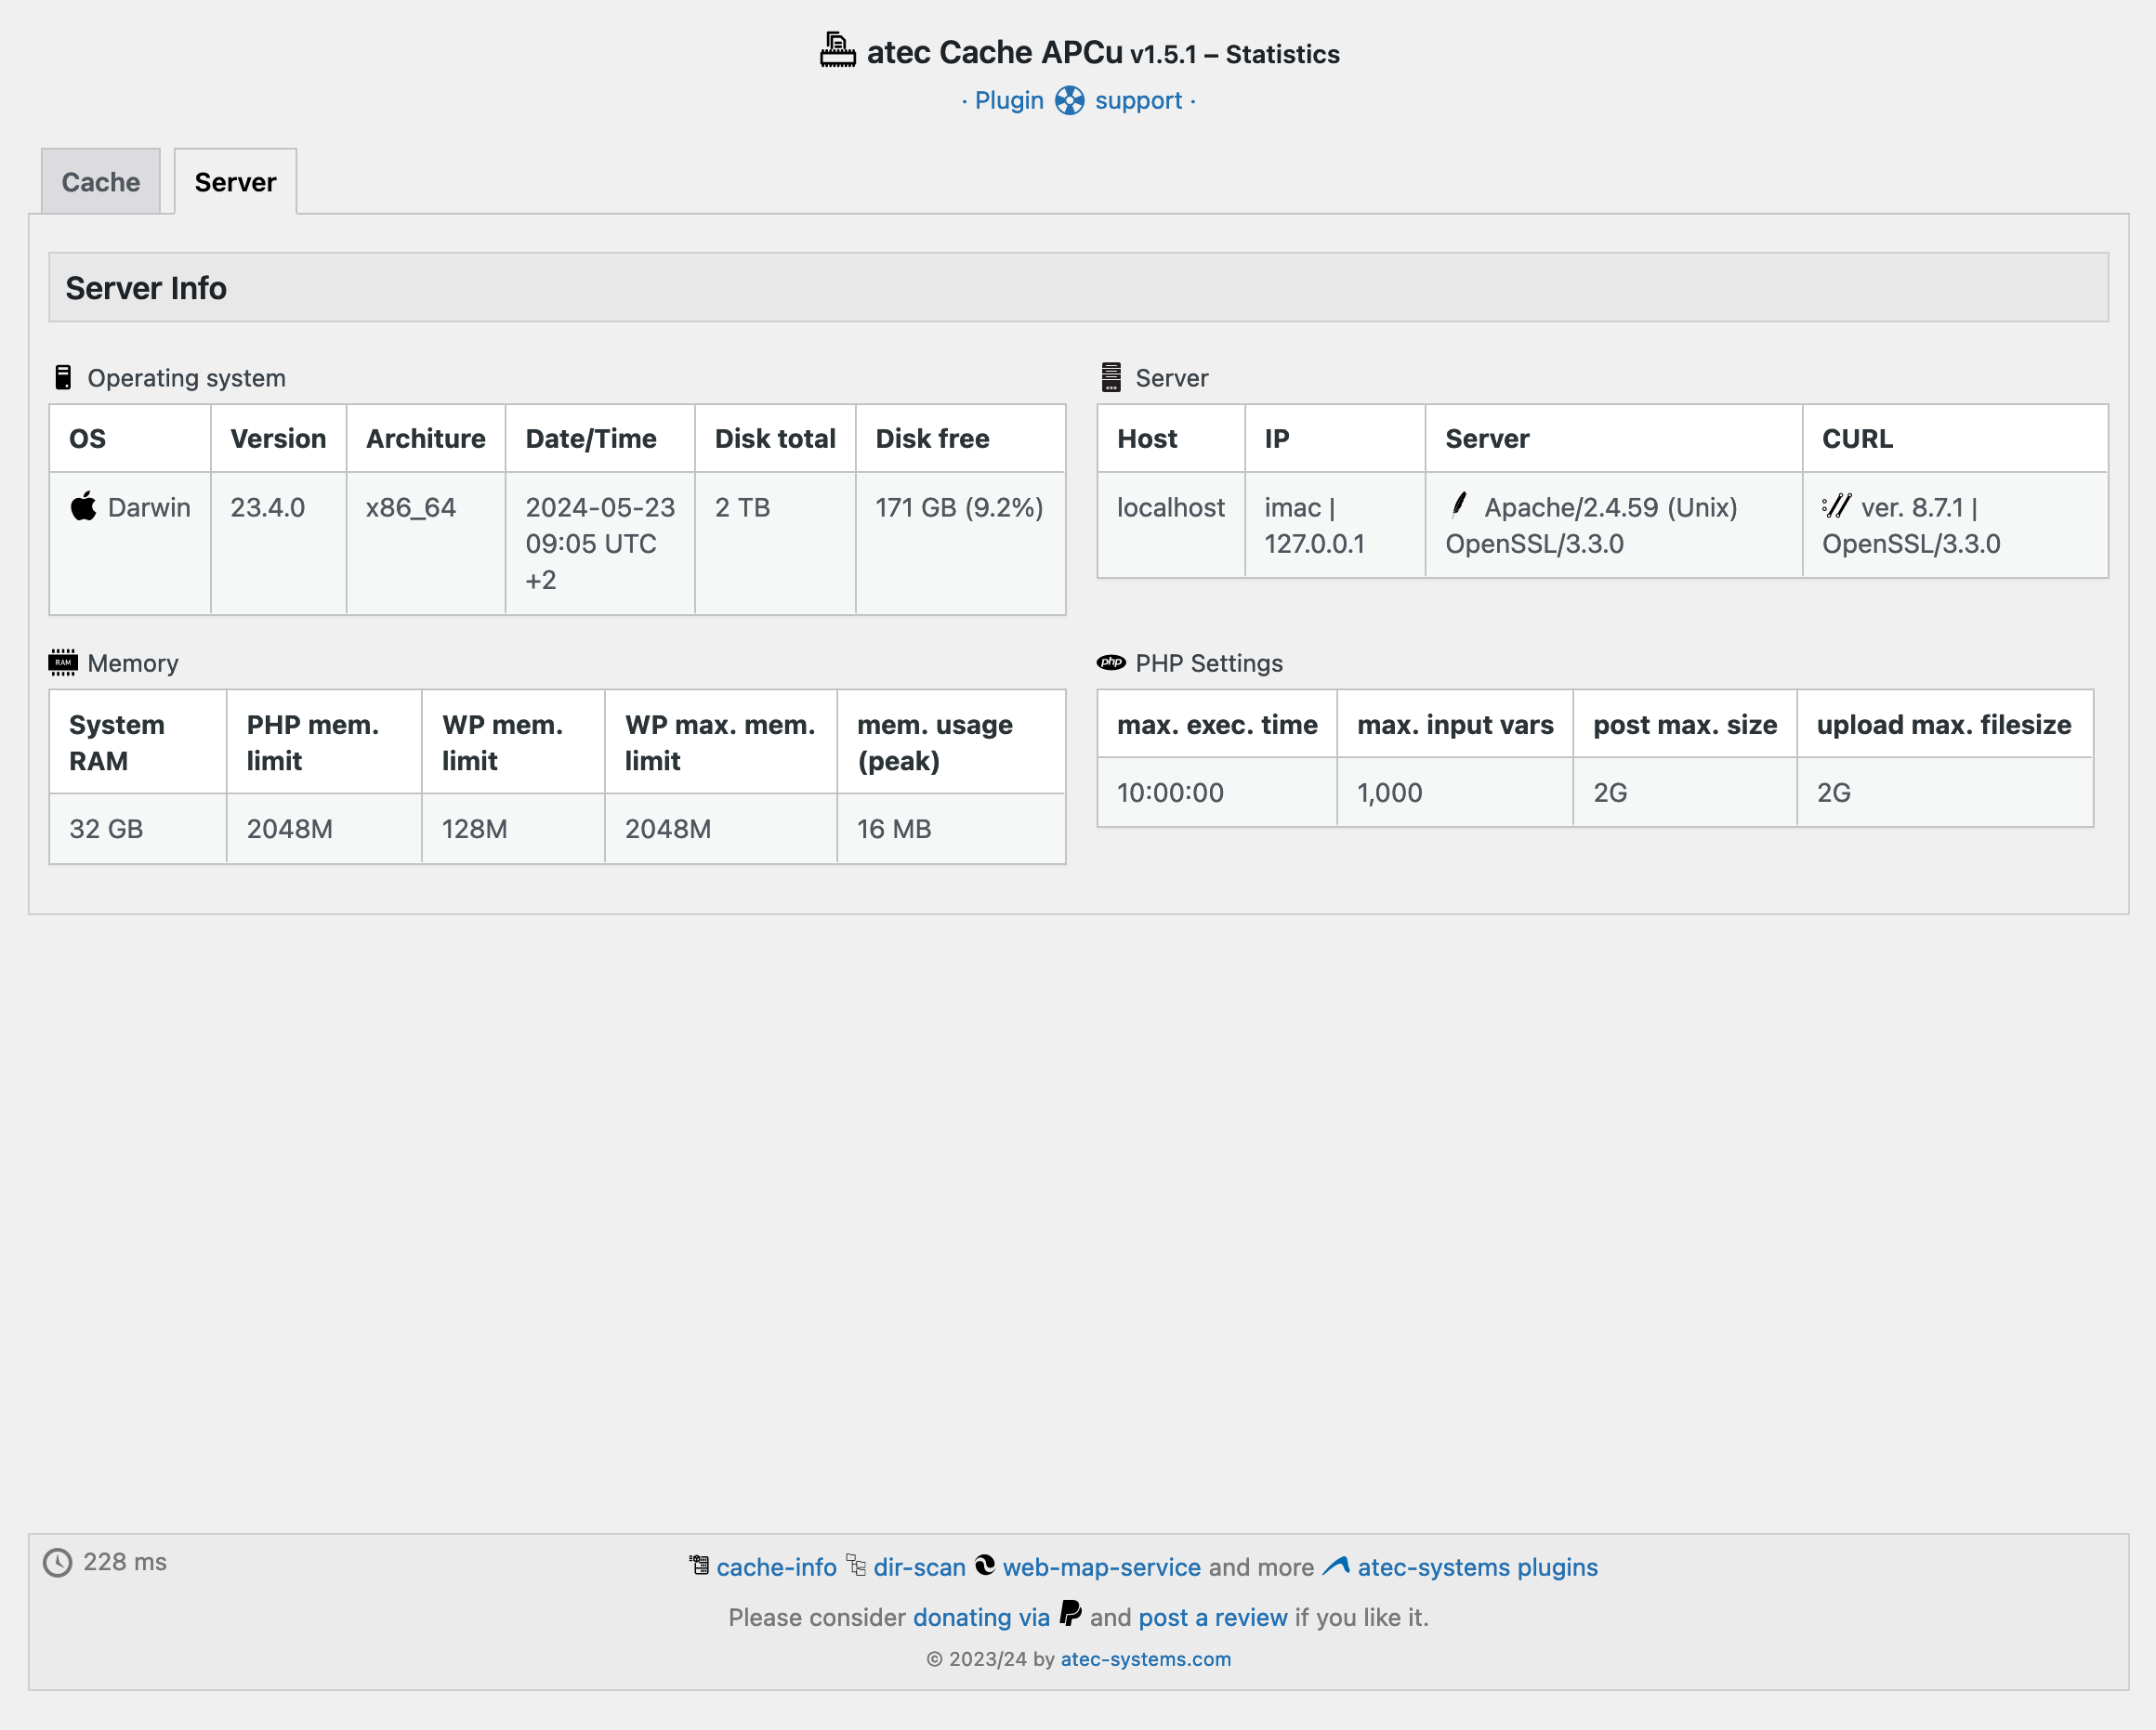 atec Cache APCu v1.5.1 – Statistics
· Plugin support ·
Cache Server
Server Info
Operating system
OS Version Architure Date/Time Disk total Disk free
Darwin 23.4.0 x86_64 2024-05-23 2 TB 171 GB (9.2%)
09:05 UTC
+2
Server
Host IP Server CURL
localhost imac | Apache/2.4.59 (Unix) ver. 8.7.1 |
127.0.0.1 OpenSSL/3.3.0 OpenSSL/3.3.0
RAM Memory
System PHP mem. WP mem. WP max. mem. mem. usage
RAM limit limit limit (peak)
32 GB 2048M 128M 2048M 16 MB
php PHP Settings
max. exec. time max. input vars post max. size upload max. filesize
10:00:00 1,000 2G 2G
228 ms
cache-info dir-scan web-map-service and more atec-systems plugins
Please consider donating via and post a review if you like it.
© 2023/24 by atec-systems.com